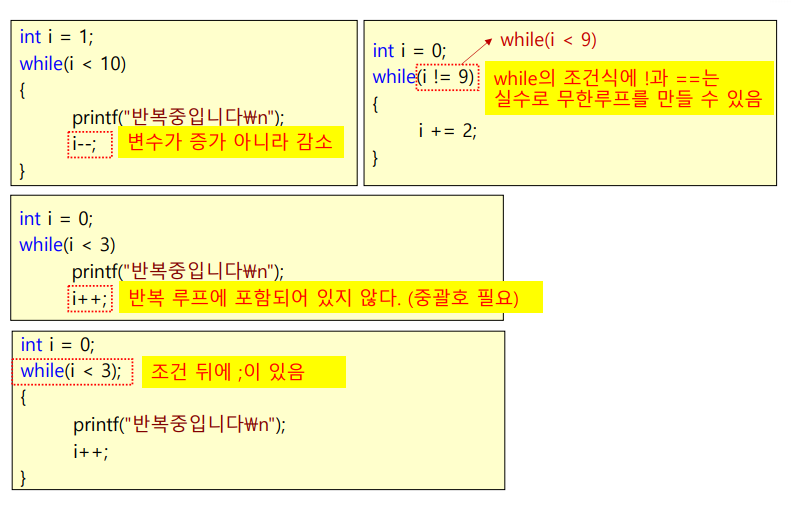 int i = 1;
while(i < 10)
{
printf("반복중입니다₩n");
i--;
변수가 증가 아니라 감소
}
while(i < 9)
int i = 0;
while(i != 9)
while의 조건식에 !과 ==는
실수로 무한루프를 만들 수 있음
{
i += 2;
}
int i = 0;
while(i < 3)
printf("반복중입니다₩n");
i++;
반복 루프에 포함되어 있지 않다. (중괄호 필요)
int i = 0;
while(i < 3);
조건 뒤에 ;이 있음
{
printf("반복중입니다₩n");
i++;
}